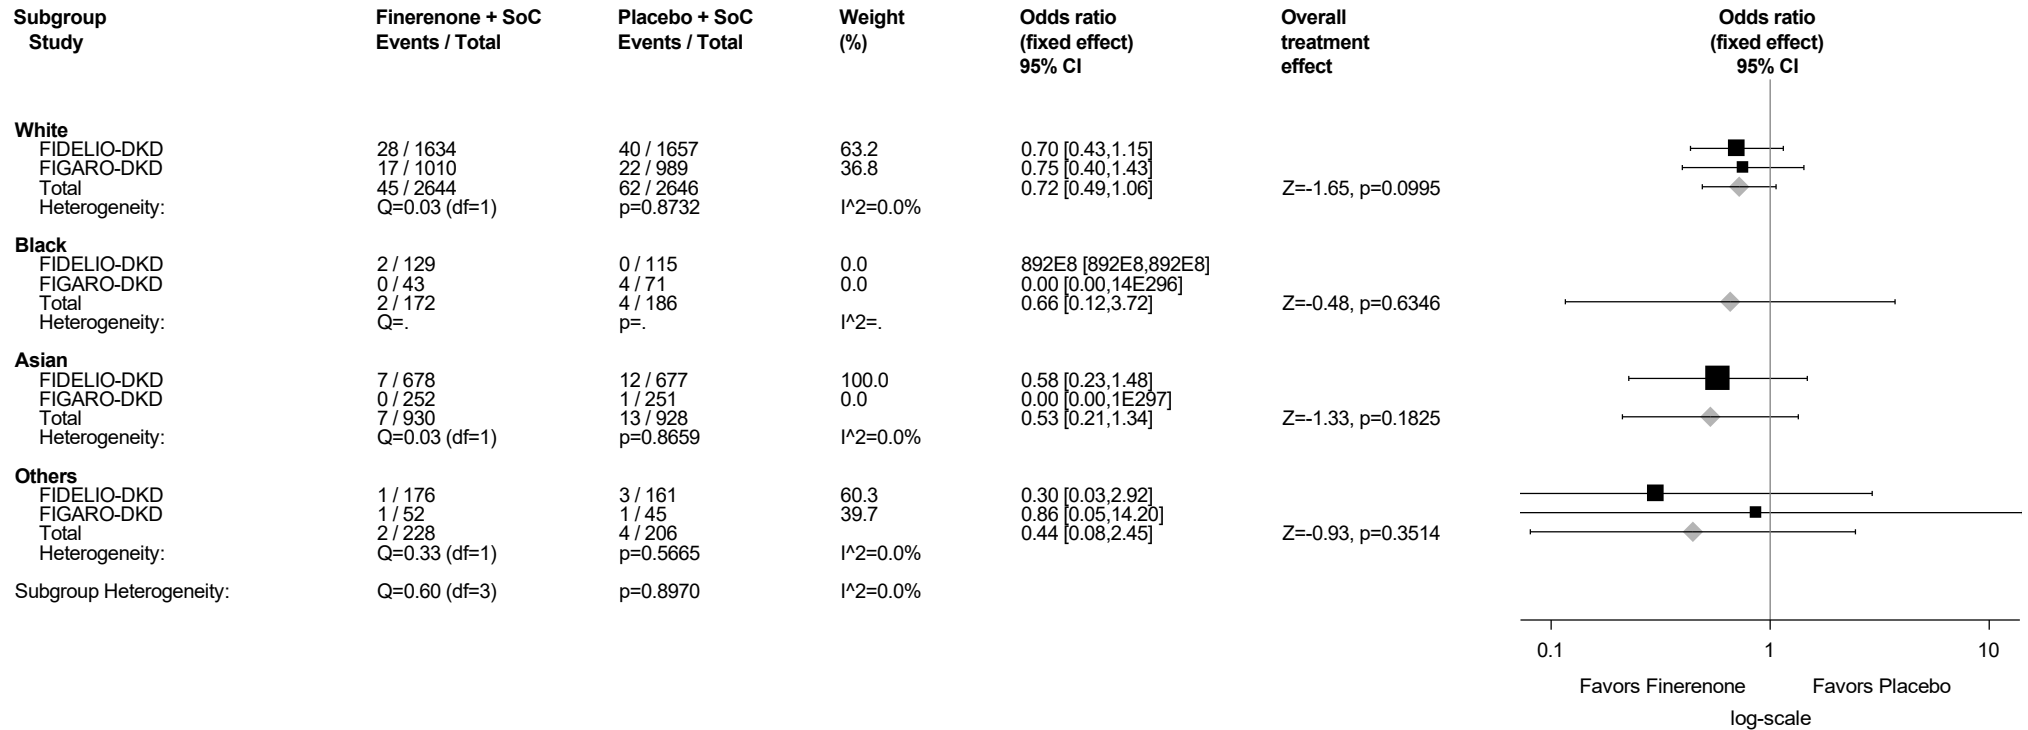 Subgroup Finerenone + SoC Placebo + SoC Weight Odds ratio Overall Odds ratio
Study Events / Total Events / Total (%) (fixed effect) treatment (fixed effect)
95% CI effect 95% CI
White
FIDELIO-DKD 28 / 1634 40 / 1657 63.2 0.70 [0.43,1.15]
FIGARO-DKD 17 / 1010 22 / 989 36.8 0.75 [0.40,1.43]
Total 45 / 2644 62 / 2646 0.72 [0.49,1.06] Z=-1.65, p=0.0995
Heterogeneity: Q=0.03 (df=1) p=0.8732 I^2=0.0%
Black
FIDELIO-DKD 2 / 129 0 / 115 0.0 892E8 [892E8,892E8]
FIGARO-DKD 0 / 43 4 / 71 0.0 0.00 [0.00,14E296]
Total 2 / 172 4 / 186 0.66 [0.12,3.72] Z=-0.48, p=0.6346
Heterogeneity: Q=. p=. I^2=.
Asian
FIDELIO-DKD 7 / 678 12 / 677 100.0 0.58 [0.23,1.48]
FIGARO-DKD 0 / 252 1 / 251 0.0 0.00 [0.00,1E297]
Total 7 / 930 13 / 928 0.53 [0.21,1.34] Z=-1.33, p=0.1825
Heterogeneity: Q=0.03 (df=1) p=0.8659 I^2=0.0%
Others
FIDELIO-DKD 1 / 176 3 / 161 60.3 0.30 [0.03,2.92]
FIGARO-DKD 1 / 52 1 / 45 39.7 0.86 [0.05,14.20]
Total 2 / 228 4 / 206 0.44 [0.08,2.45] Z=-0.93, p=0.3514
Heterogeneity: Q=0.33 (df=1) p=0.5665 I^2=0.0%
Subgroup Heterogeneity: Q=0.60 (df=3) p=0.8970 I^2=0.0%
0.1 1 10
Favors Finerenone Favors Placebo
log-scale